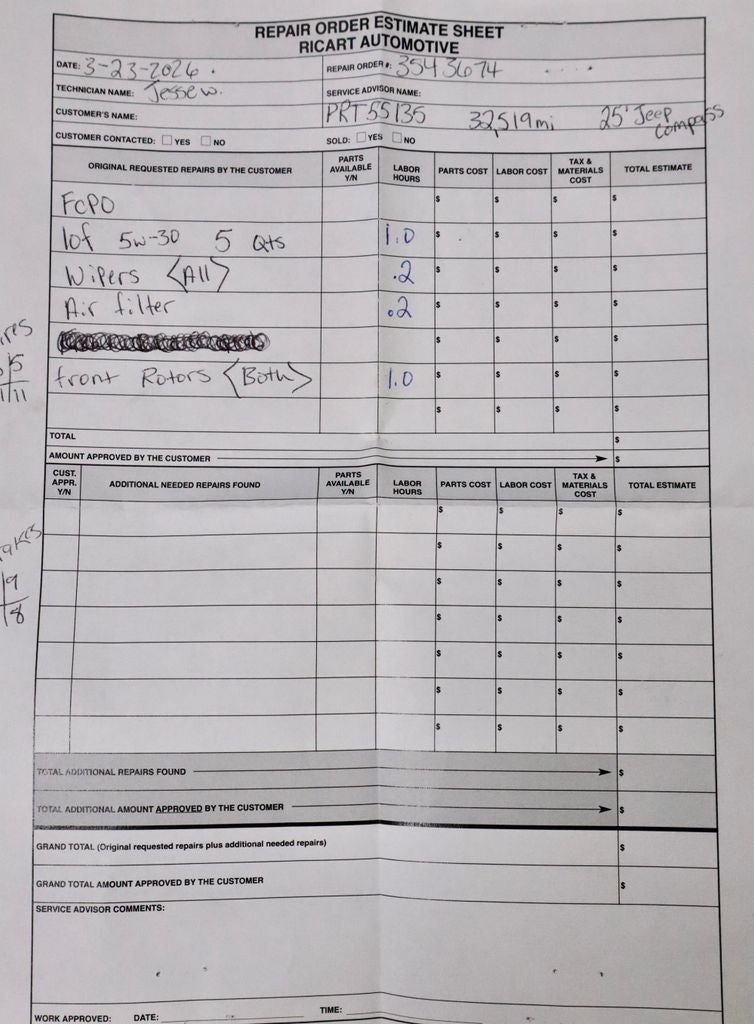 REPAIR ORDER ESTIMATE SHEET
RICART AUTOMOTIVE
DATE: 3-23-2026 REPAIR ORDER #: 3543674
TECHNICIAN NAME: Jesse W. SERVICE ADVISOR NAME:
CUSTOMER'S NAME: PRT55135 32,519mi 25' Jeep Compass
CUSTOMER CONTACTED: YES NO SOLD: YES NO
ORIGINAL REQUESTED REPAIRS BY THE CUSTOMER PARTS AVAILABLE Y/N LABOR HOURS PARTS COST LABOR COST TAX & MATERIALS COST TOTAL ESTIMATE
FCPO $ $ $ $
lof 5w-30 5 Qts 1.0 $ $ $ $
Wipers <All> .2 $ $ $ $
Air filter .2 $ $ $ $
$ $ $ $
front Rotors <Both> 1.0 $ $ $ $
$ $ $ $
TOTAL $
AMOUNT APPROVED BY THE CUSTOMER $
CUST. APPR. Y/N ADDITIONAL NEEDED REPAIRS FOUND PARTS AVAILABLE Y/N LABOR HOURS PARTS COST LABOR COST TAX & MATERIALS COST TOTAL ESTIMATE
$ $ $ $
$ $ $ $
$ $ $ $
$ $ $ $
$ $ $ $
$ $ $ $
$ $ $ $
TOTAL ADDITIONAL REPAIRS FOUND $
TOTAL ADDITIONAL AMOUNT APPROVED BY THE CUSTOMER $
GRAND TOTAL (Original requested repairs plus additional needed repairs) $
GRAND TOTAL AMOUNT APPROVED BY THE CUSTOMER $
SERVICE ADVISOR COMMENTS:
WORK APPROVED: DATE: TIME: